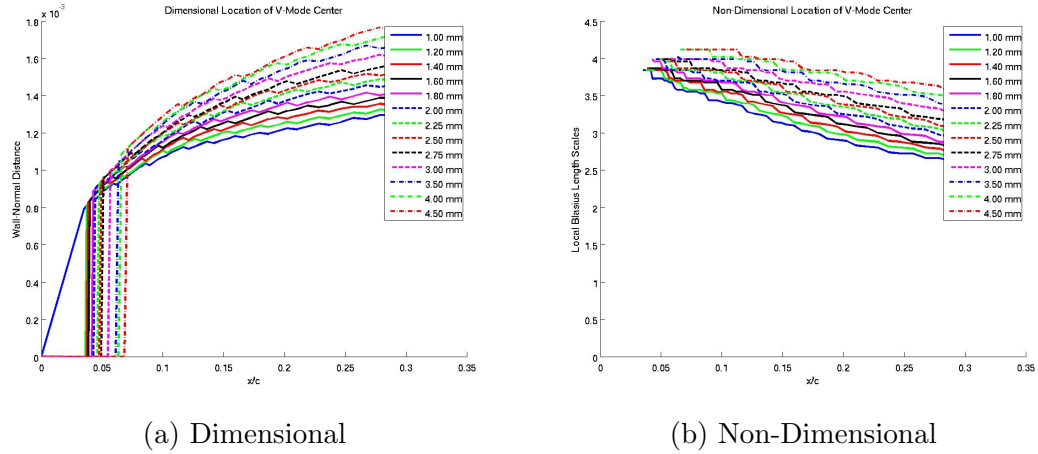 Dimensional Location of V-Mode Center
x 10⁻³
1.8
1.6
1.4
1.2
1
0.8
0.6
0.4
0.2
0
Wall-Normal Distance
0
0.05
0.1
0.15
0.2
0.25
0.3
0.35
x/c
1.00 mm
1.20 mm
1.40 mm
1.60 mm
1.80 mm
2.00 mm
2.25 mm
2.50 mm
2.75 mm
3.00 mm
3.50 mm
4.00 mm
4.50 mm
(a) Dimensional
Non-Dimensional Location of V-Mode Center
4.5
4
3.5
3
2.5
2
1.5
1
0.5
0
Local Blasius Length Scales
0
0.05
0.1
0.15
0.2
0.25
0.3
0.35
x/c
1.00 mm
1.20 mm
1.40 mm
1.60 mm
1.80 mm
2.00 mm
2.25 mm
2.50 mm
2.75 mm
3.00 mm
3.50 mm
4.00 mm
4.50 mm
(b) Non-Dimensional